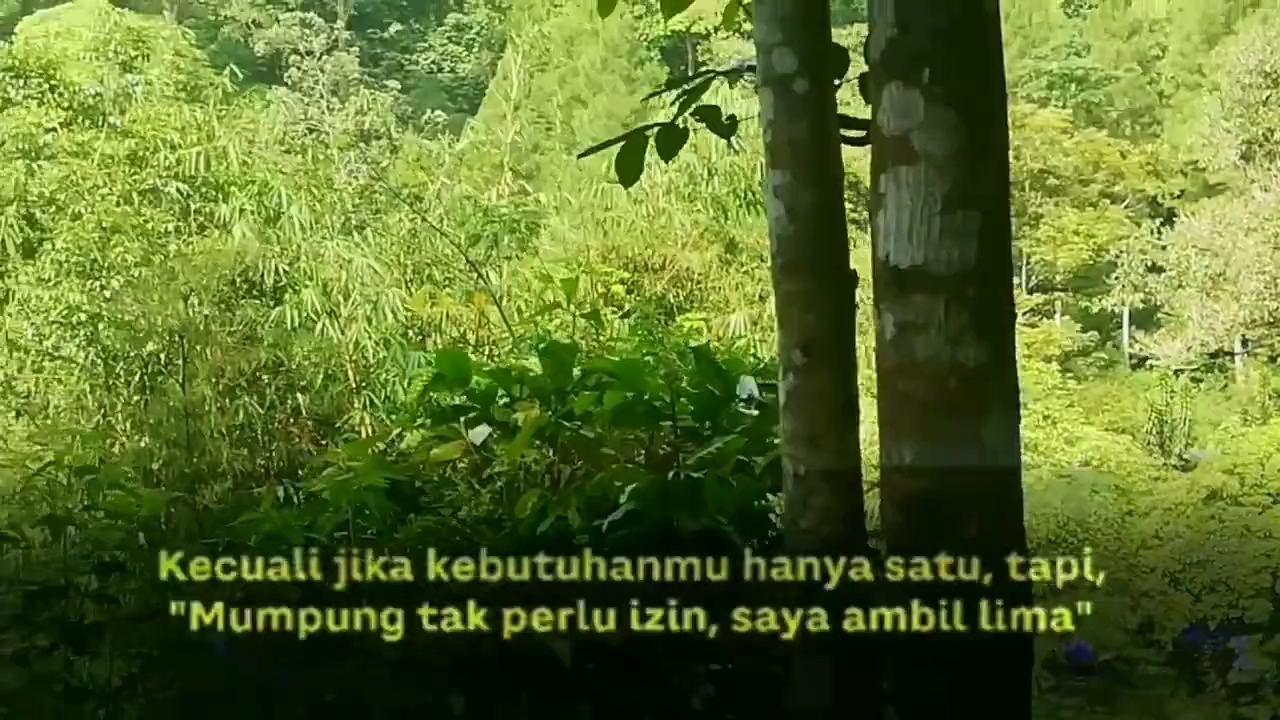 Kecuali jika kebutuhanmu hanya satu, tapi,
"Mumpung tak perlu izin, saya ambil lima"